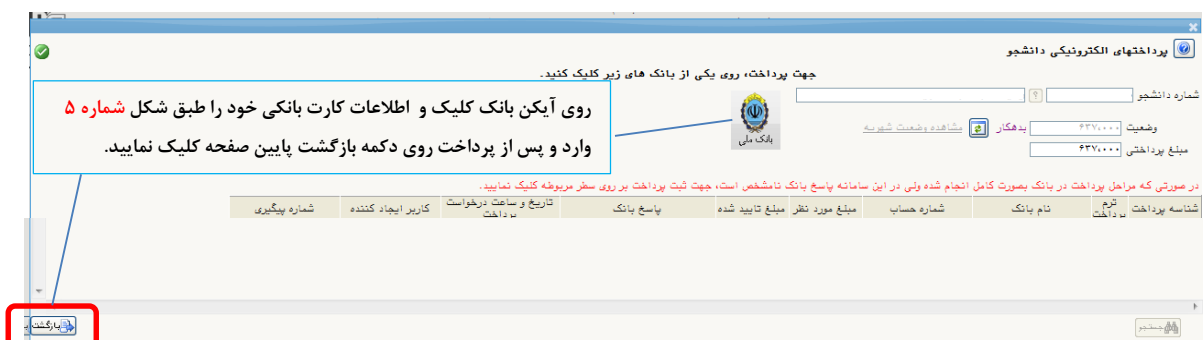 پرداختهای الکترونیکی دانشجو
جهت پرداخت، روی یکی از بانک های زیر کلیک کنید.
شماره دانشجو ؟
بانک ملی
وضعیت ۶۳۷,۰۰۰ بدهکار مشاهده وضعیت شهریه
مبلغ پرداختی ۶۳۷,۰۰۰
روی آیکن بانک کلیک و اطلاعات کارت بانکی خود را طبق شکل شماره ۵
وارد و پس از پرداخت روی دکمه بازگشت پایین صفحه کلیک نمایید.
در صورتی که مراحل پرداخت در بانک بصورت کامل انجام شده ولی در این سامانه پاسخ بانک نامشخص است، جهت ثبت پرداخت بر روی سطر مربوطه کلیک نمایید.
شناسه پرداخت ترم پرداخت نام بانک شماره حساب مبلغ مورد نظر مبلغ تایید شده پاسخ بانک تاریخ و ساعت درخواست پرداخت کاربر ایجاد کننده شماره پیگیری
جستجو بازگشت